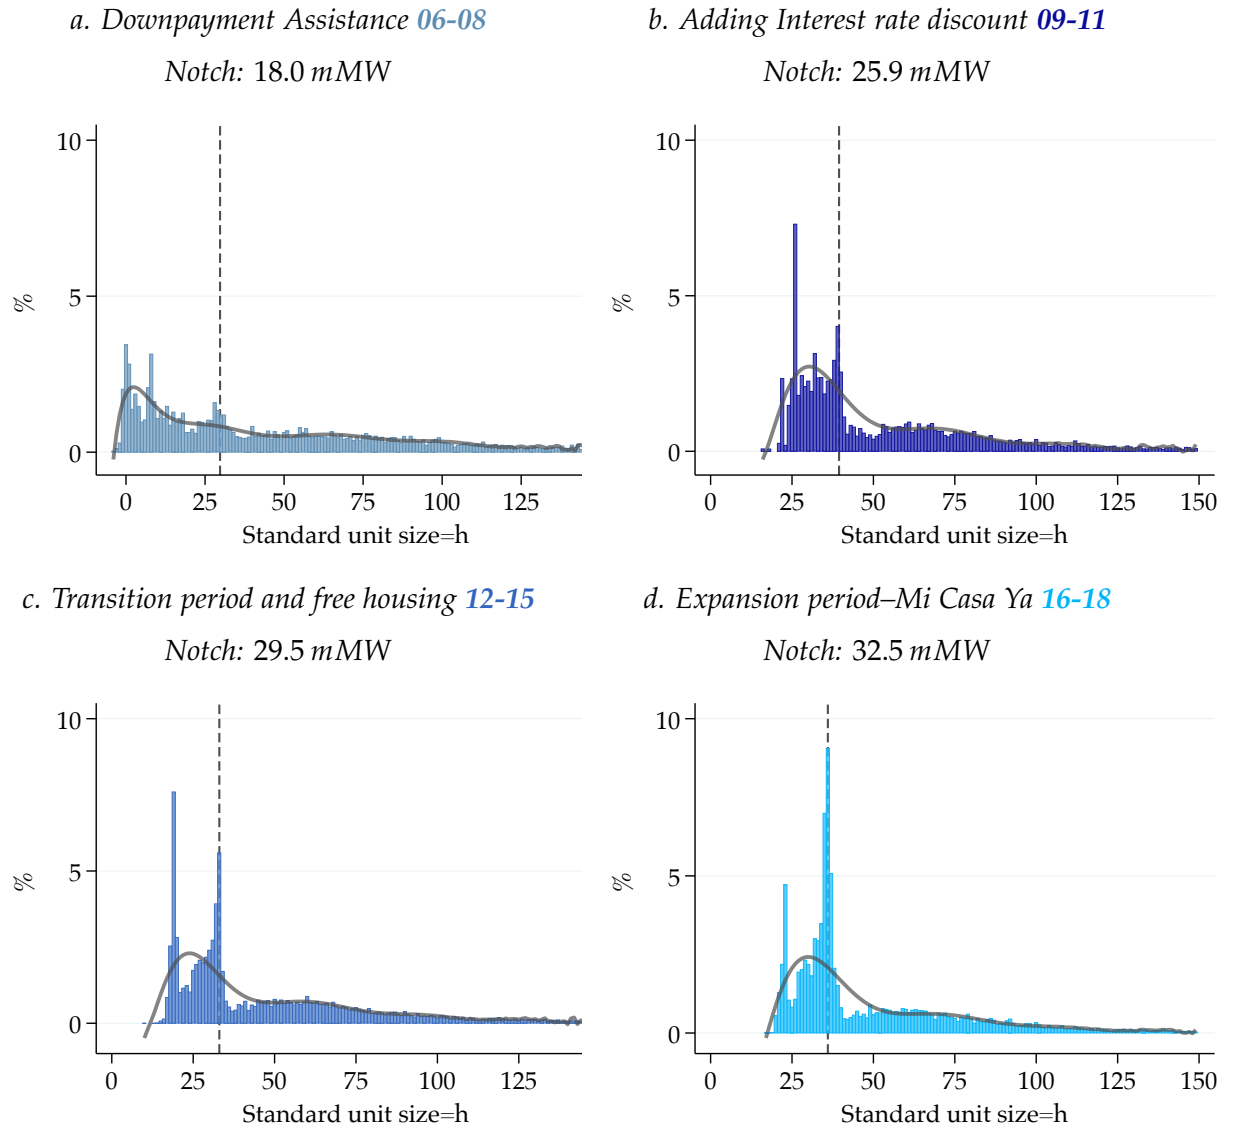 a. Downpayment Assistance 06-08
Notch: 18.0 mMW
10
5
0
%
0 25 50 75 100 125
Standard unit size=h
b. Adding Interest rate discount 09-11
Notch: 25.9 mMW
10
5
0
%
0 25 50 75 100 125 150
Standard unit size=h
c. Transition period and free housing 12-15
Notch: 29.5 mMW
10
5
0
%
0 25 50 75 100 125
Standard unit size=h
d. Expansion period–Mi Casa Ya 16-18
Notch: 32.5 mMW
10
5
0
%
0 25 50 75 100 125 150
Standard unit size=h